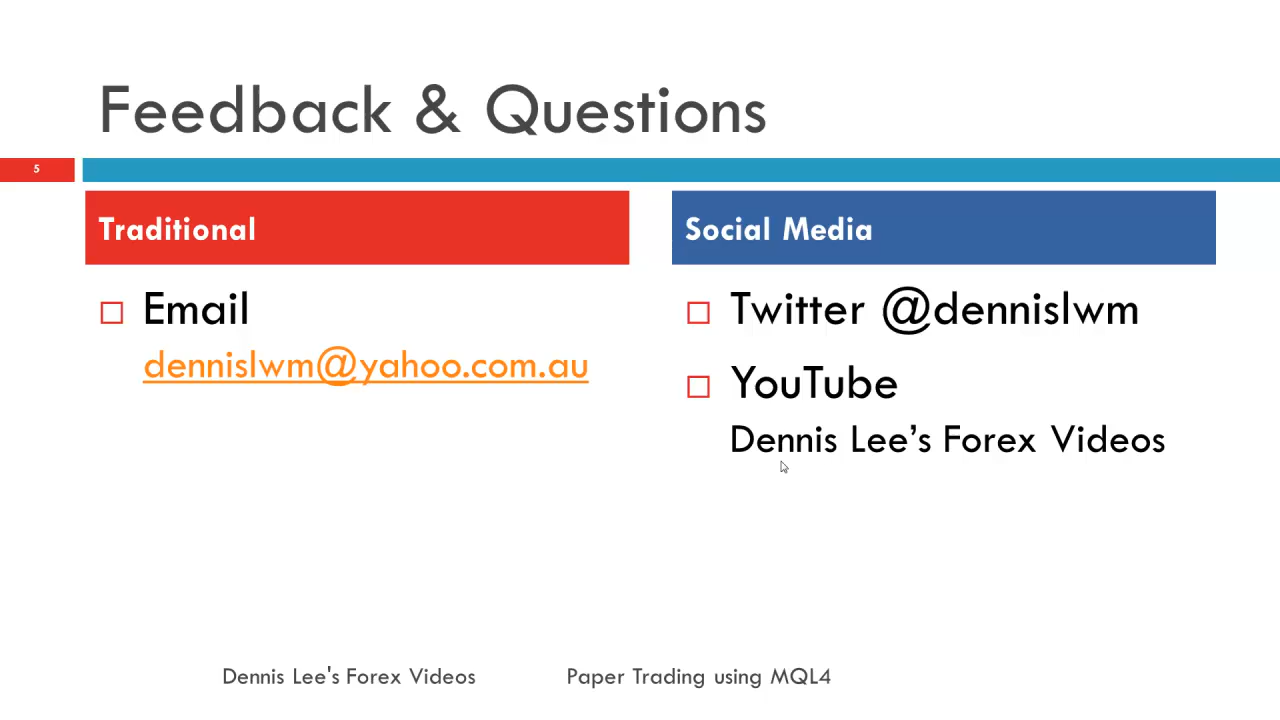 Feedback & Questions
5
Traditional
Email
dennislwm@yahoo.com.au
Social Media
Twitter @dennislwm
YouTube
Dennis Lee’s Forex Videos
Dennis Lee's Forex Videos
Paper Trading using MQL4